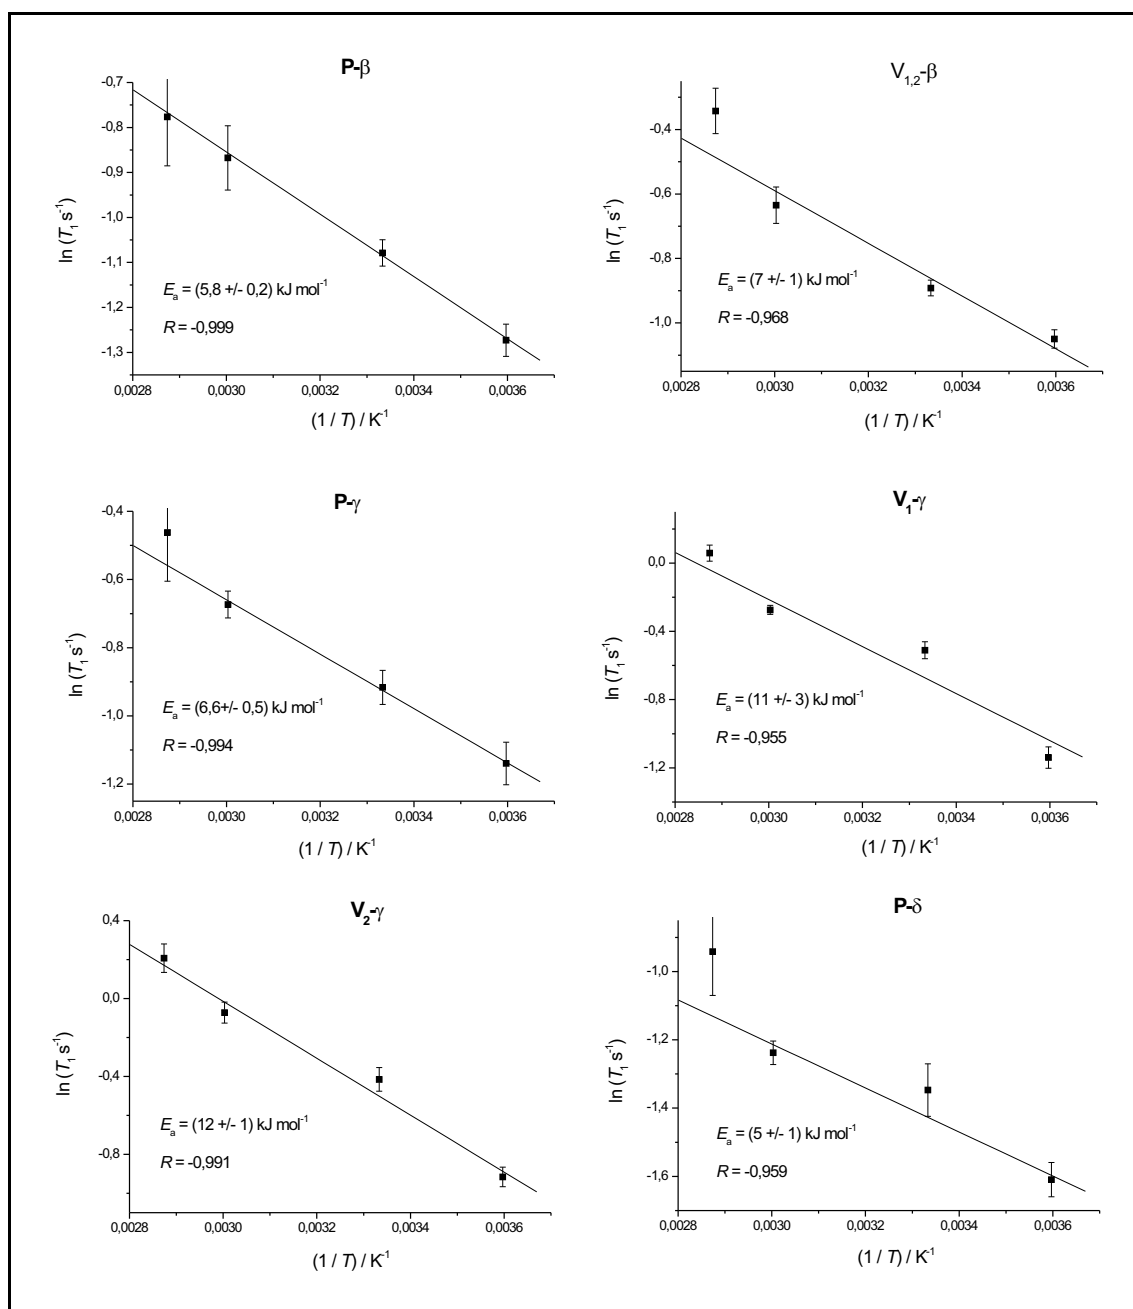 P-β
-0,7
-0,8
-0,9
-1,0
-1,1
-1,2
-1,3
ln (T₁ s⁻¹)
Eₐ = (5,8 +/- 0,2) kJ mol⁻¹
R = -0,999
0,0028 0,0030 0,0032 0,0034 0,0036
(1 / T) / K⁻¹
V₁,₂-β
-0,4
-0,6
-0,8
-1,0
ln (T₁ s⁻¹)
Eₐ = (7 +/- 1) kJ mol⁻¹
R = -0,968
0,0028 0,0030 0,0032 0,0034 0,0036
(1 / T) / K⁻¹
P-γ
-0,4
-0,6
-0,8
-1,0
-1,2
ln (T₁ s⁻¹)
Eₐ = (6,6+/- 0,5) kJ mol⁻¹
R = -0,994
0,0028 0,0030 0,0032 0,0034 0,0036
(1 / T) / K⁻¹
V₁-γ
0,0
-0,4
-0,8
-1,2
ln (T₁ s⁻¹)
Eₐ = (11 +/- 3) kJ mol⁻¹
R = -0,955
0,0028 0,0030 0,0032 0,0034 0,0036
(1 / T) / K⁻¹
V₂-γ
0,4
0,0
-0,4
-0,8
ln (T₁ s⁻¹)
Eₐ = (12 +/- 1) kJ mol⁻¹
R = -0,991
0,0028 0,0030 0,0032 0,0034 0,0036
(1 / T) / K⁻¹
P-δ
-1,0
-1,2
-1,4
-1,6
ln (T₁ s⁻¹)
Eₐ = (5 +/- 1) kJ mol⁻¹
R = -0,959
0,0028 0,0030 0,0032 0,0034 0,0036
(1 / T) / K⁻¹